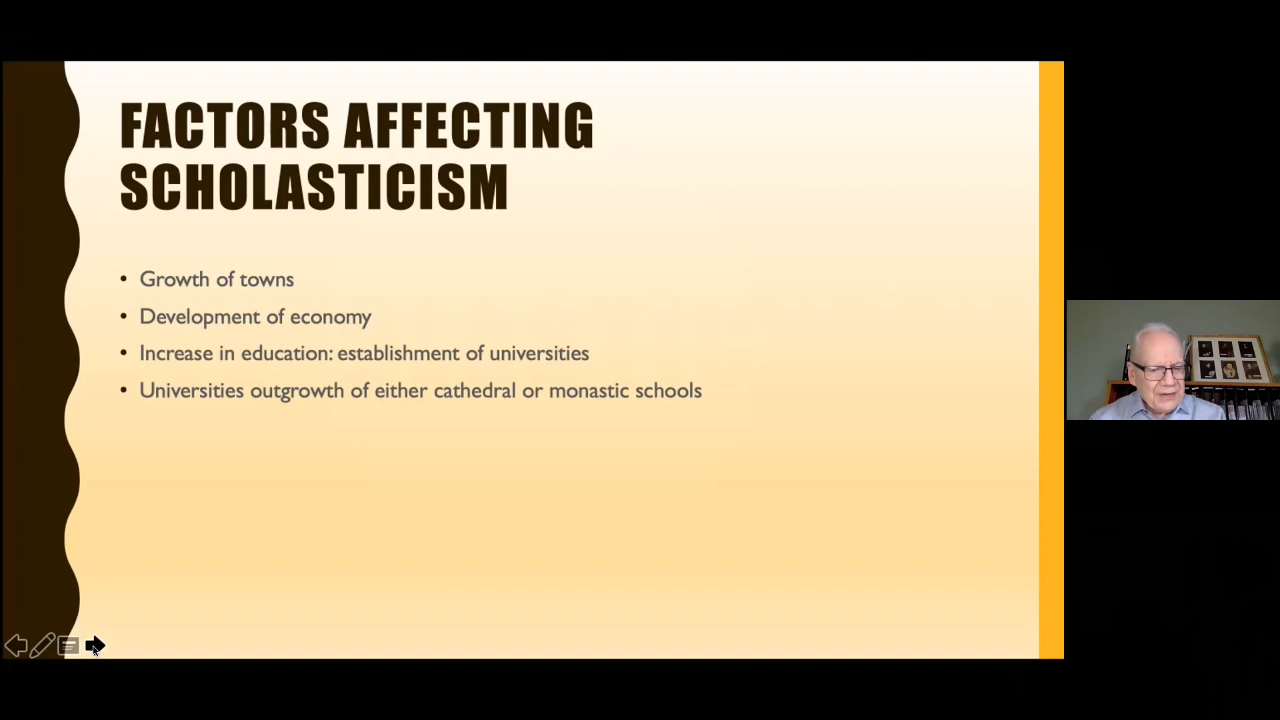 FACTORS AFFECTING
SCHOLASTICISM
• Growth of towns
• Development of economy
• Increase in education: establishment of universities
• Universities outgrowth of either cathedral or monastic schools